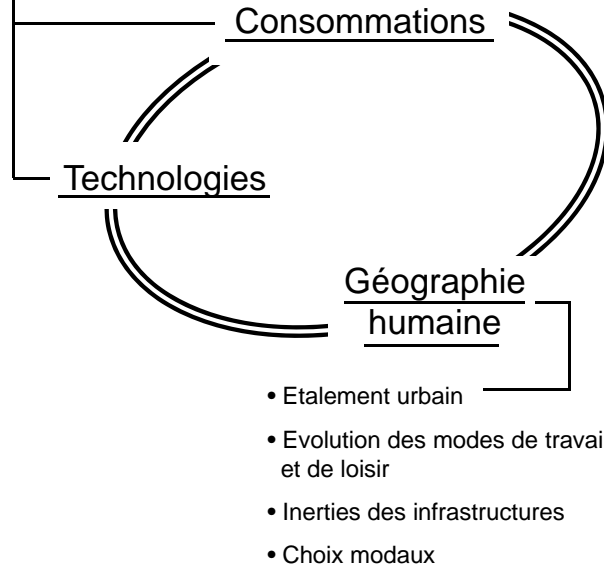 Consommations
Technologies
Géographie
humaine
• Etalement urbain
• Evolution des modes de travai
et de loisir
• Inerties des infrastructures
• Choix modaux